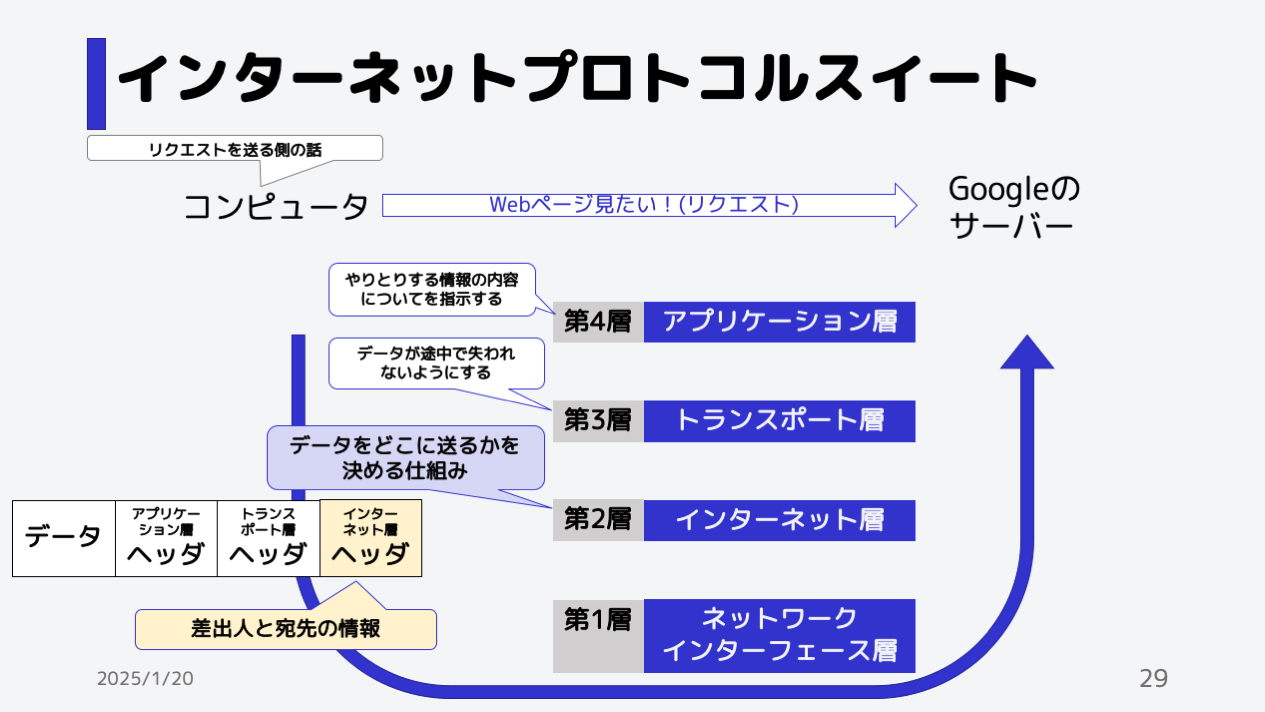 インターネットプロトコルスイート
リクエストを送る側の話
コンピュータ
Webページ見たい！(リクエスト)
Googleの
サーバー
やりとりする情報の内容
についてを指示する
第4層
アプリケーション層
データが途中で失われ
ないようにする
第3層
トランスポート層
データをどこに送るかを
決める仕組み
第2層
インターネット層
データ
アプリケー
ション層
ヘッダ
トランス
ポート層
ヘッダ
インター
ネット層
ヘッダ
差出人と宛先の情報
第1層
ネットワーク
インターフェース層
2025/1/20
29